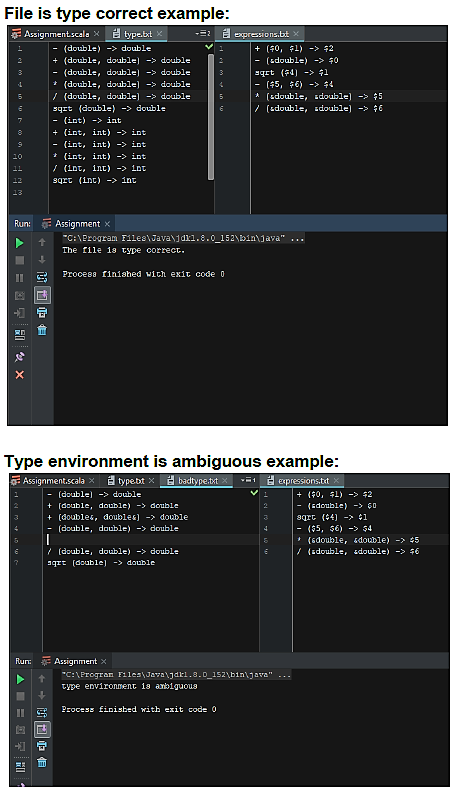 File is type correct example:
Assignment.scala × type.txt × expressions.txt ×
1 - (double) -> double
2 + (double, double) -> double
3 - (double, double) -> double
4 * (double, double) -> double
5 / (double, double) -> double
6 sqrt (double) -> double
7 - (int) -> int
8 + (int, int) -> int
9 - (int, int) -> int
10 * (int, int) -> int
11 / (int, int) -> int
12 sqrt (int) -> int
13
1 + ($0, $1) -> $2
2 - (&double) -> $0
3 sqrt ($4) -> $1
4 - ($5, $6) -> $4
5 * (&double, &double) -> $5
6 / (&double, &double) -> $6
Run: Assignment ×
"C:\Program Files\Java\jdk1.8.0_152\bin\java" ...
The file is type correct.
Process finished with exit code 0
Type environment is ambiguous example:
Assignment.scala × type.txt × badtype.txt × expressions.txt ×
1 - (double) -> double
2 + (double, double) -> double
3 + (double&, double&) -> double
4 - (double, double) -> double
5
6 / (double, double) -> double
7 sqrt (double) -> double
1 + ($0, $1) -> $2
2 - (&double) -> $0
3 sqrt ($4) -> $1
4 - ($5, $6) -> $4
5 * (&double, &double) -> $5
6 / (&double, &double) -> $6
Run: Assignment ×
"C:\Program Files\Java\jdk1.8.0_152\bin\java" ...
type environment is ambiguous
Process finished with exit code 0